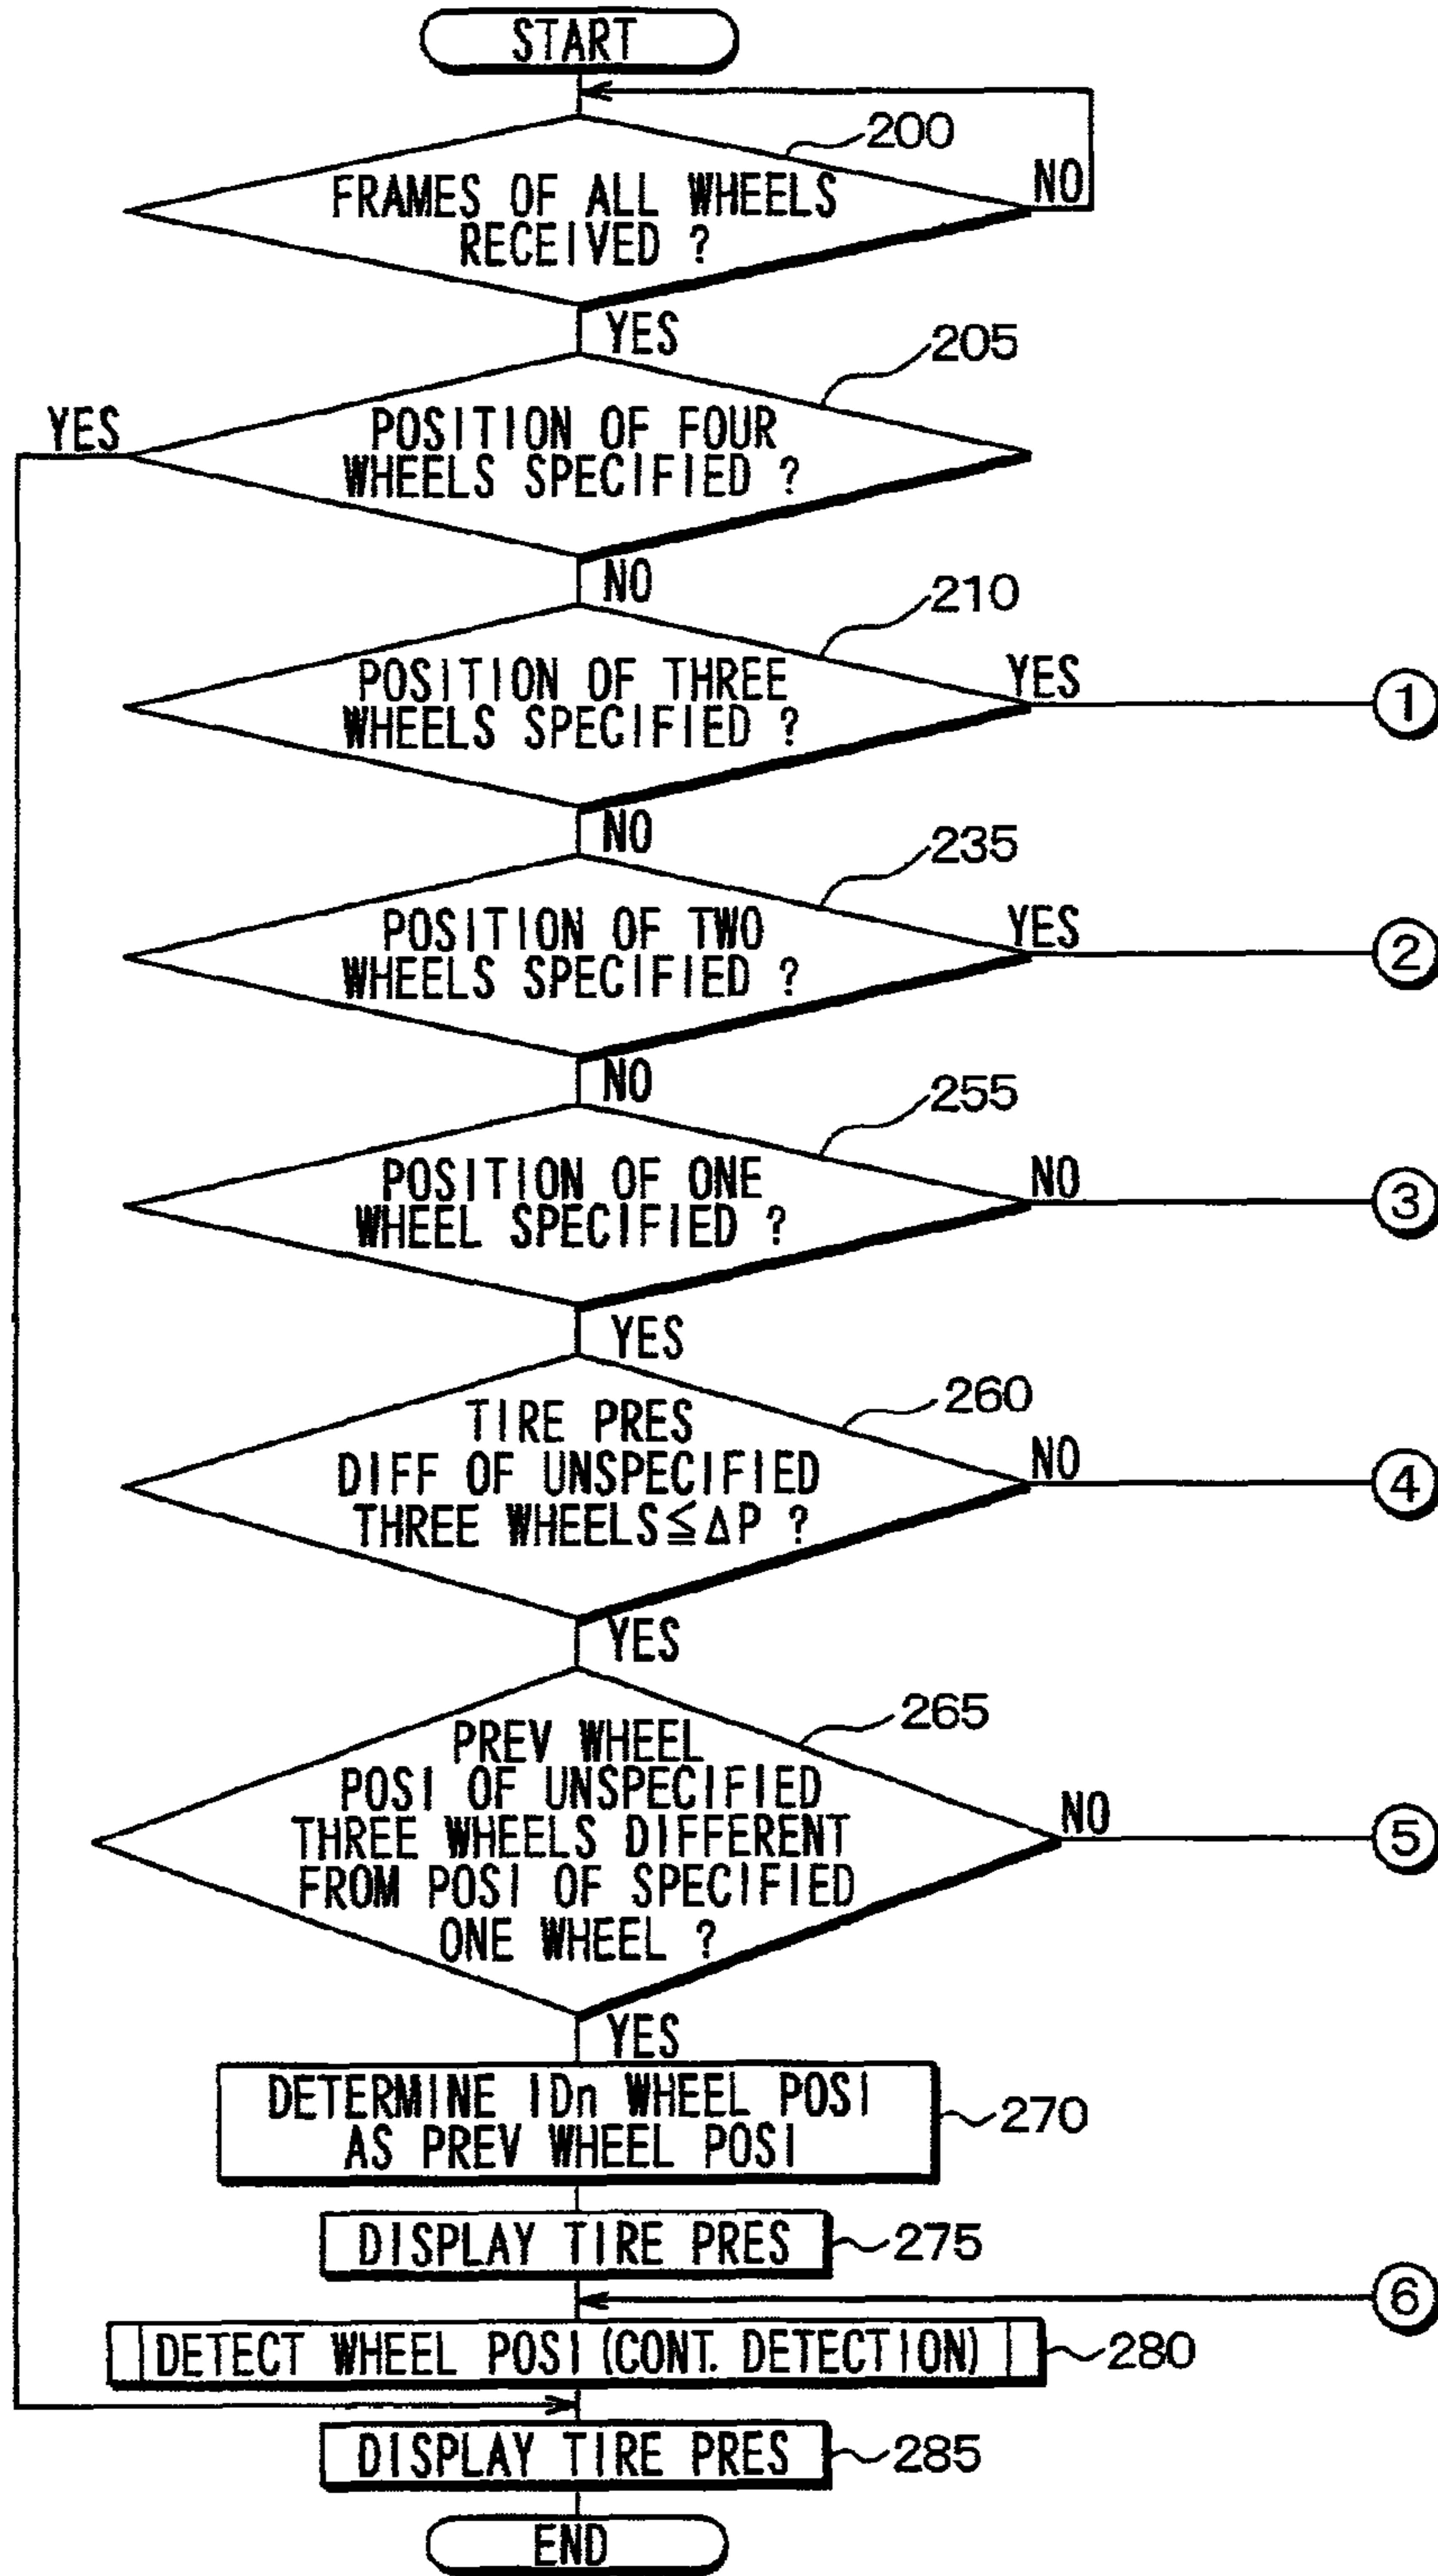 START
200
FRAMES OF ALL WHEELS
RECEIVED ?
NO
YES
205
YES
POSITION OF FOUR
WHEELS SPECIFIED ?
NO
210
POSITION OF THREE
WHEELS SPECIFIED ?
YES
1
NO
235
POSITION OF TWO
WHEELS SPECIFIED ?
YES
2
NO
255
POSITION OF ONE
WHEEL SPECIFIED ?
NO
3
YES
260
TIRE PRES
DIFF OF UNSPECIFIED
THREE WHEELS≦ΔP ?
NO
4
YES
265
PREV WHEEL
POSI OF UNSPECIFIED
THREE WHEELS DIFFERENT
FROM POSI OF SPECIFIED
ONE WHEEL ?
NO
5
YES
DETERMINE IDn WHEEL POSI
AS PREV WHEEL POSI
270
DISPLAY TIRE PRES
275
6
DETECT WHEEL POSI (CONT. DETECTION)
280
DISPLAY TIRE PRES
285
END